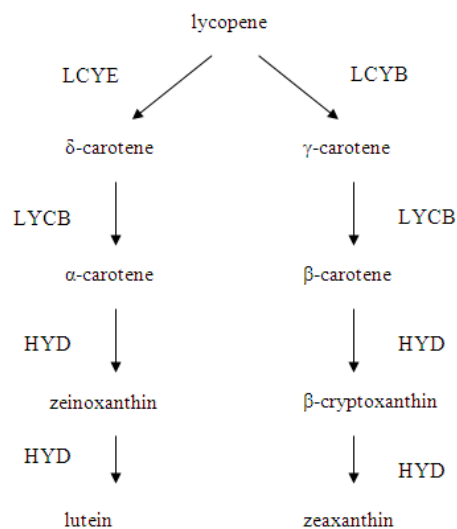 lycopene
LCYE
LCYB
δ-carotene
γ-carotene
LYCB
LYCB
α-carotene
β-carotene
HYD
HYD
zeinoxanthin
β-cryptoxanthin
HYD
HYD
lutein
zeaxanthin